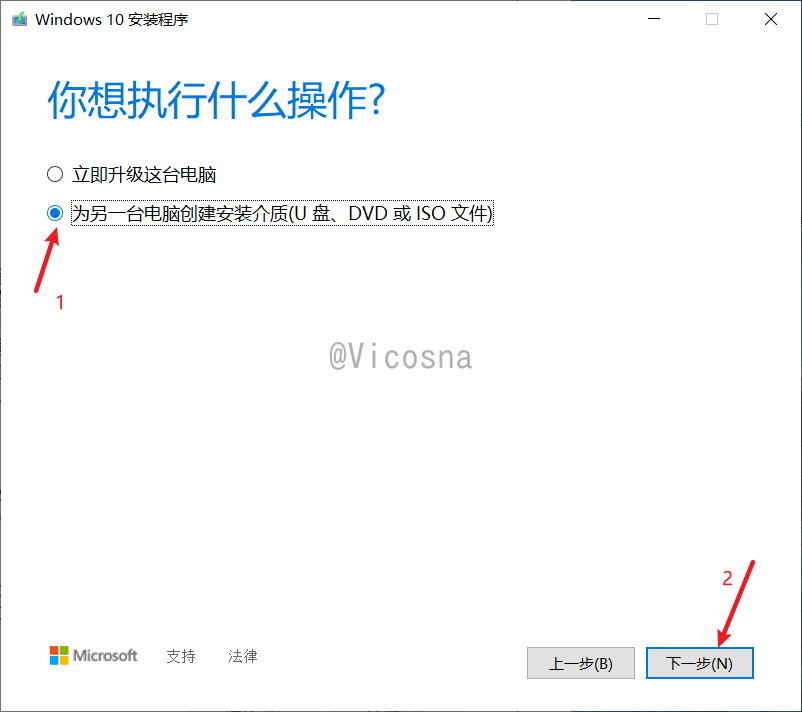 Windows 10 安装程序
你想执行什么操作?
立即升级这台电脑
为另一台电脑创建安装介质(U 盘、DVD 或 ISO 文件)
1
@Vicosna
2
Microsoft 支持 法律 上一步(B) 下一步(N)